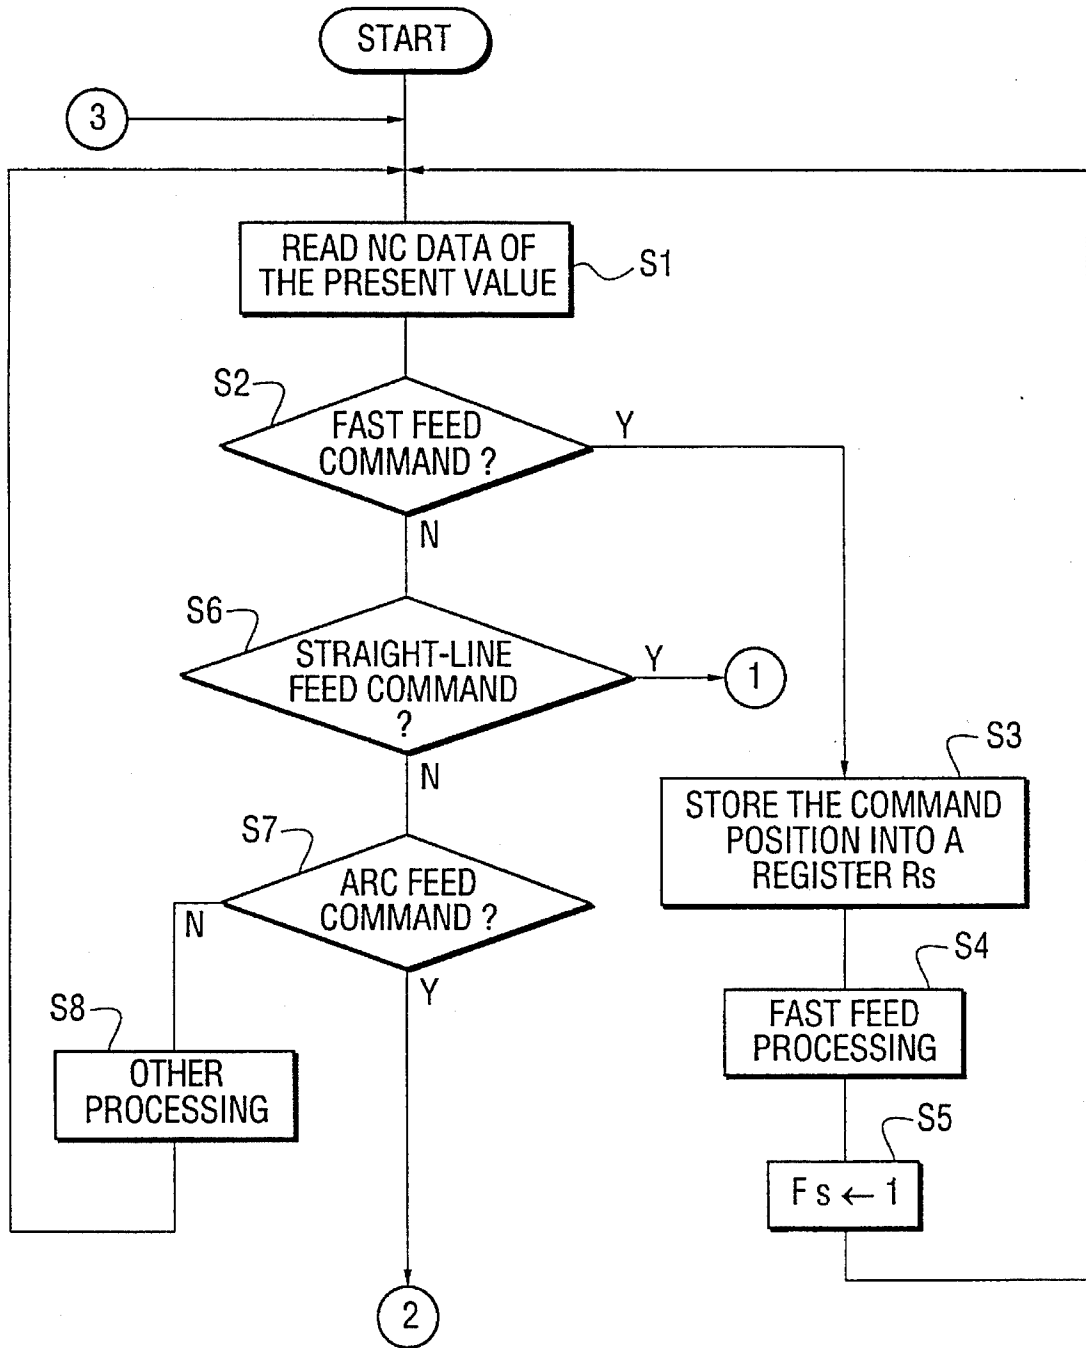 START
3
READ NC DATA OF
THE PRESENT VALUE
S1
S2
FAST FEED
COMMAND ?
Y
N
S6
STRAIGHT-LINE
FEED COMMAND
?
Y
1
N
S3
STORE THE COMMAND
POSITION INTO A
REGISTER Rs
S7
ARC FEED
COMMAND ?
N
Y
S4
FAST FEED
PROCESSING
S8
OTHER
PROCESSING
S5
F s ← 1
2